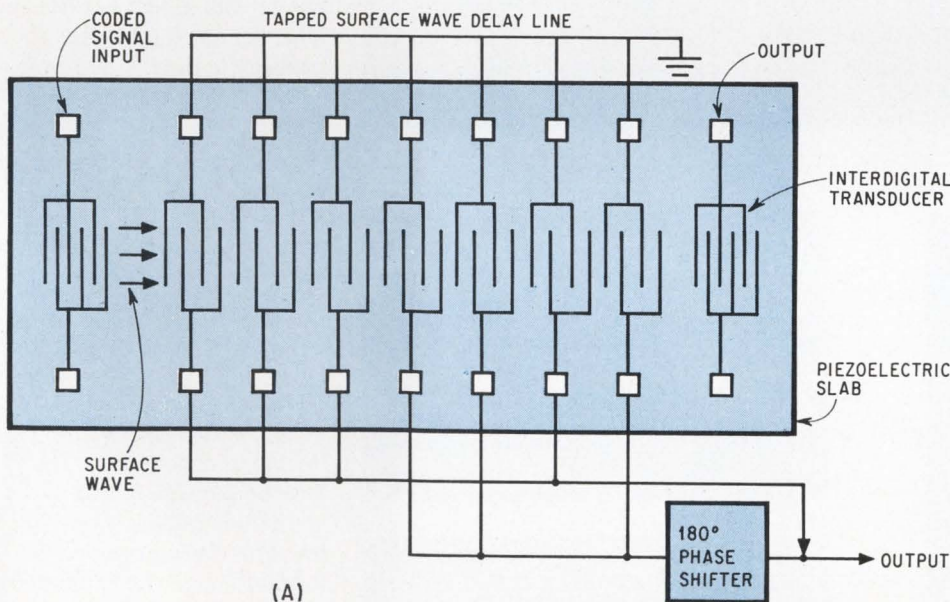 TAPPED SURFACE WAVE DELAY LINE
CODED
SIGNAL
INPUT
OUTPUT
INTERDIGITAL
TRANSDUCER
PIEZOELECTRIC
SLAB
SURFACE
WAVE
180°
PHASE
SHIFTER
OUTPUT
(A)